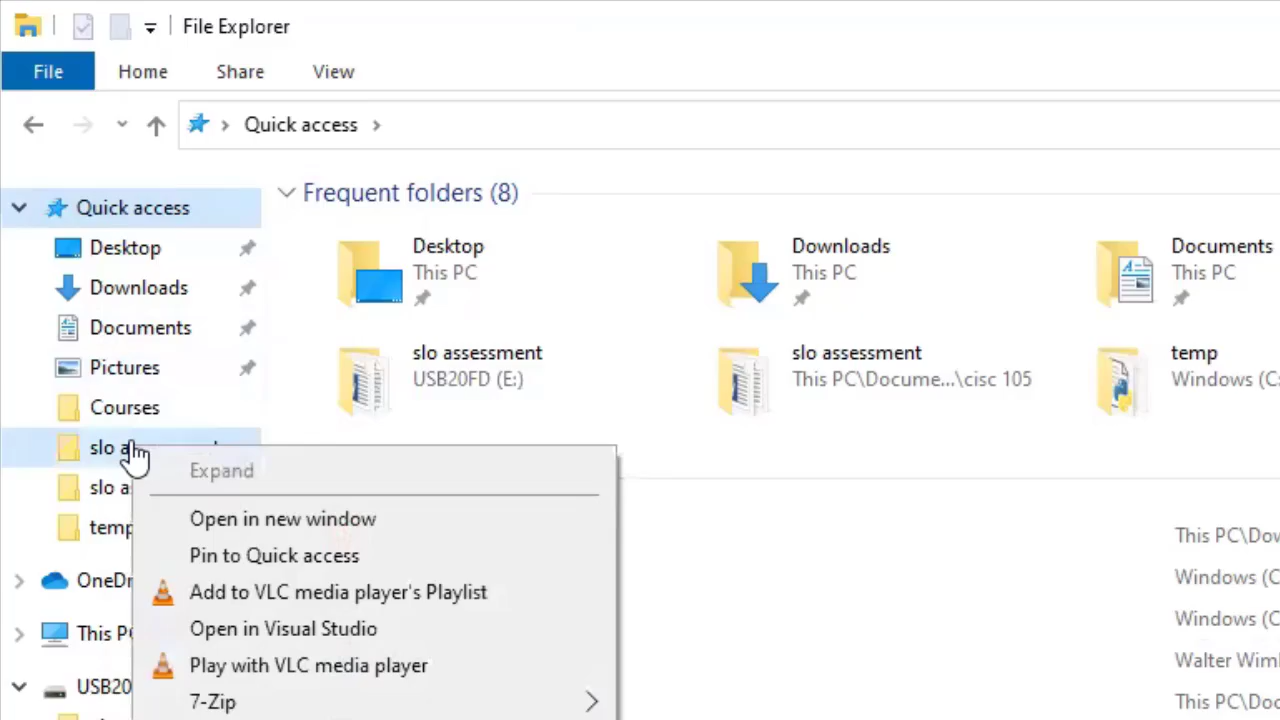 File Explorer
File Home Share View
Quick access
Quick access
Desktop
Downloads
Documents
Pictures
Courses
slo
slo
temp
This
Frequent folders (8)
Desktop
This PC
Downloads
This PC
Documents
This PC
slo assessment
USB20FD (E:)
slo assessment
This PC\Docume...\cisc 105
temp
Windows (C:
Expand
Open in new window
Pin to Quick access
Add to VLC media player's Playlist
Open in Visual Studio
Play with VLC media player
7-Zip
This PC\Dow
Windows (C
Windows (C
Walter Wim
This PC\Doc